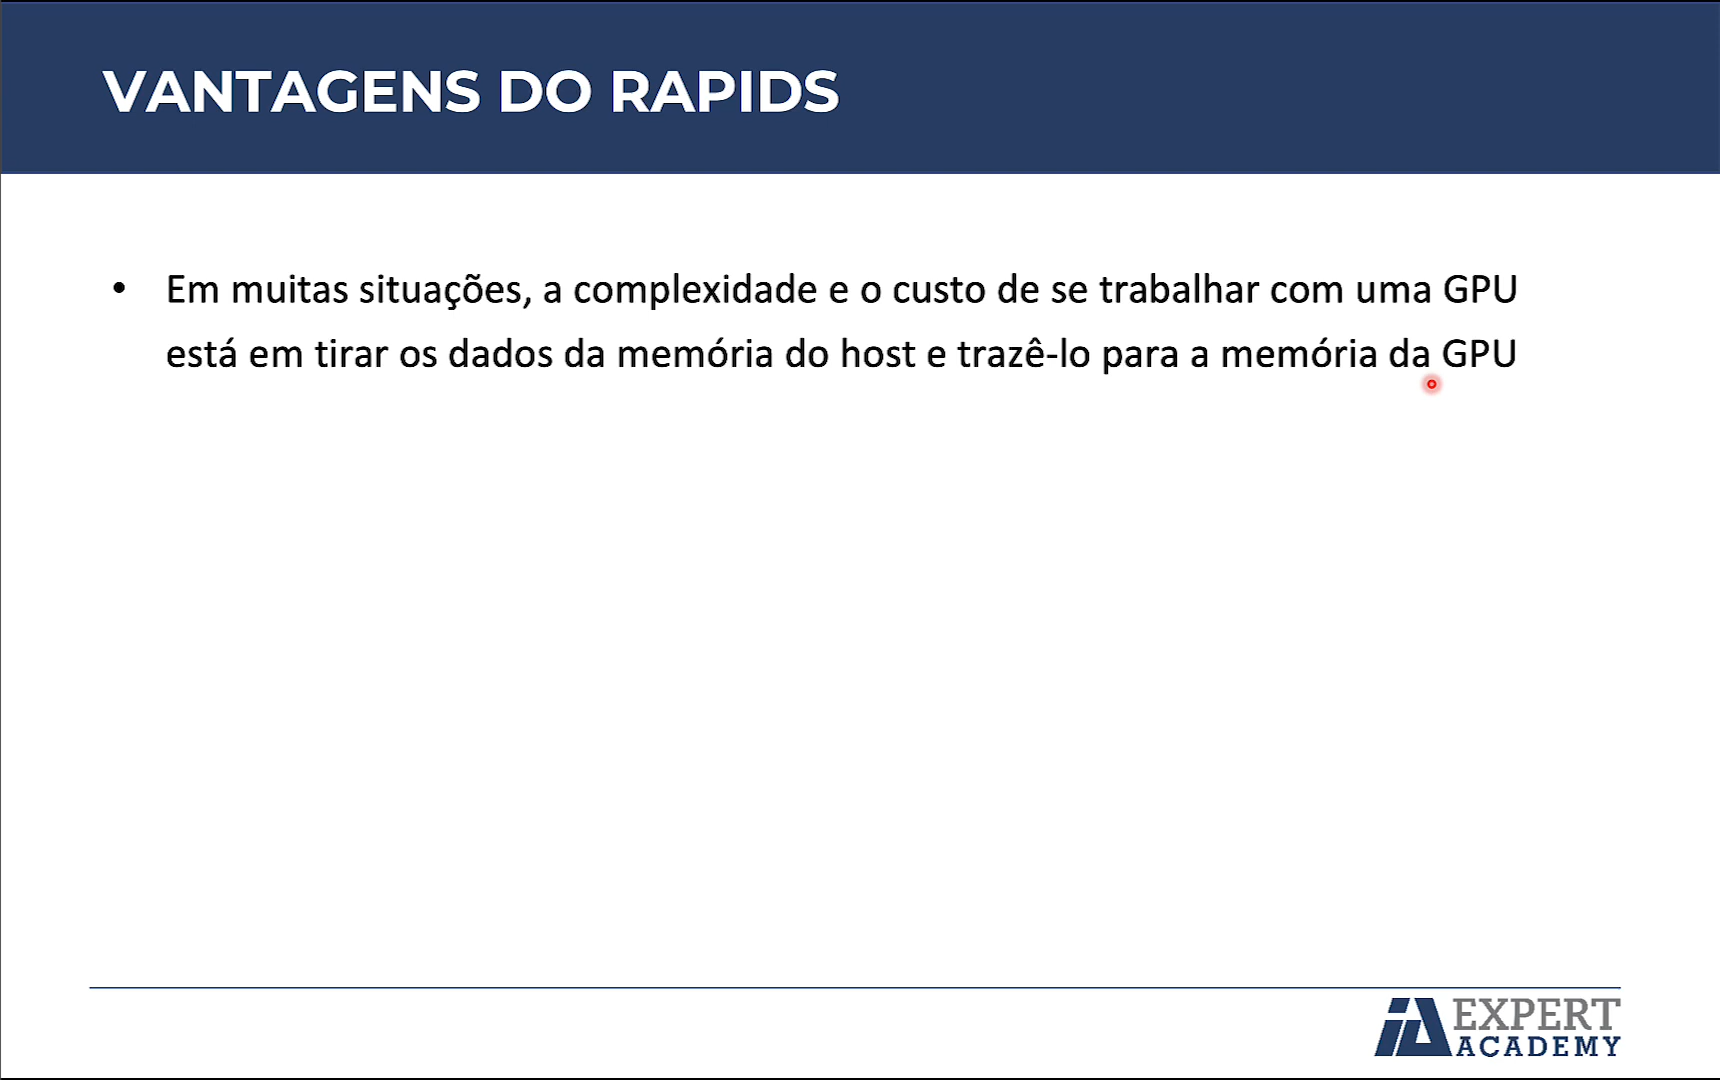 VANTAGENS DO RAPIDS
• Em muitas situações, a complexidade e o custo de se trabalhar com uma GPU
está em tirar os dados da memória do host e trazê-lo para a memória da GPU
IA EXPERT
ACADEMY